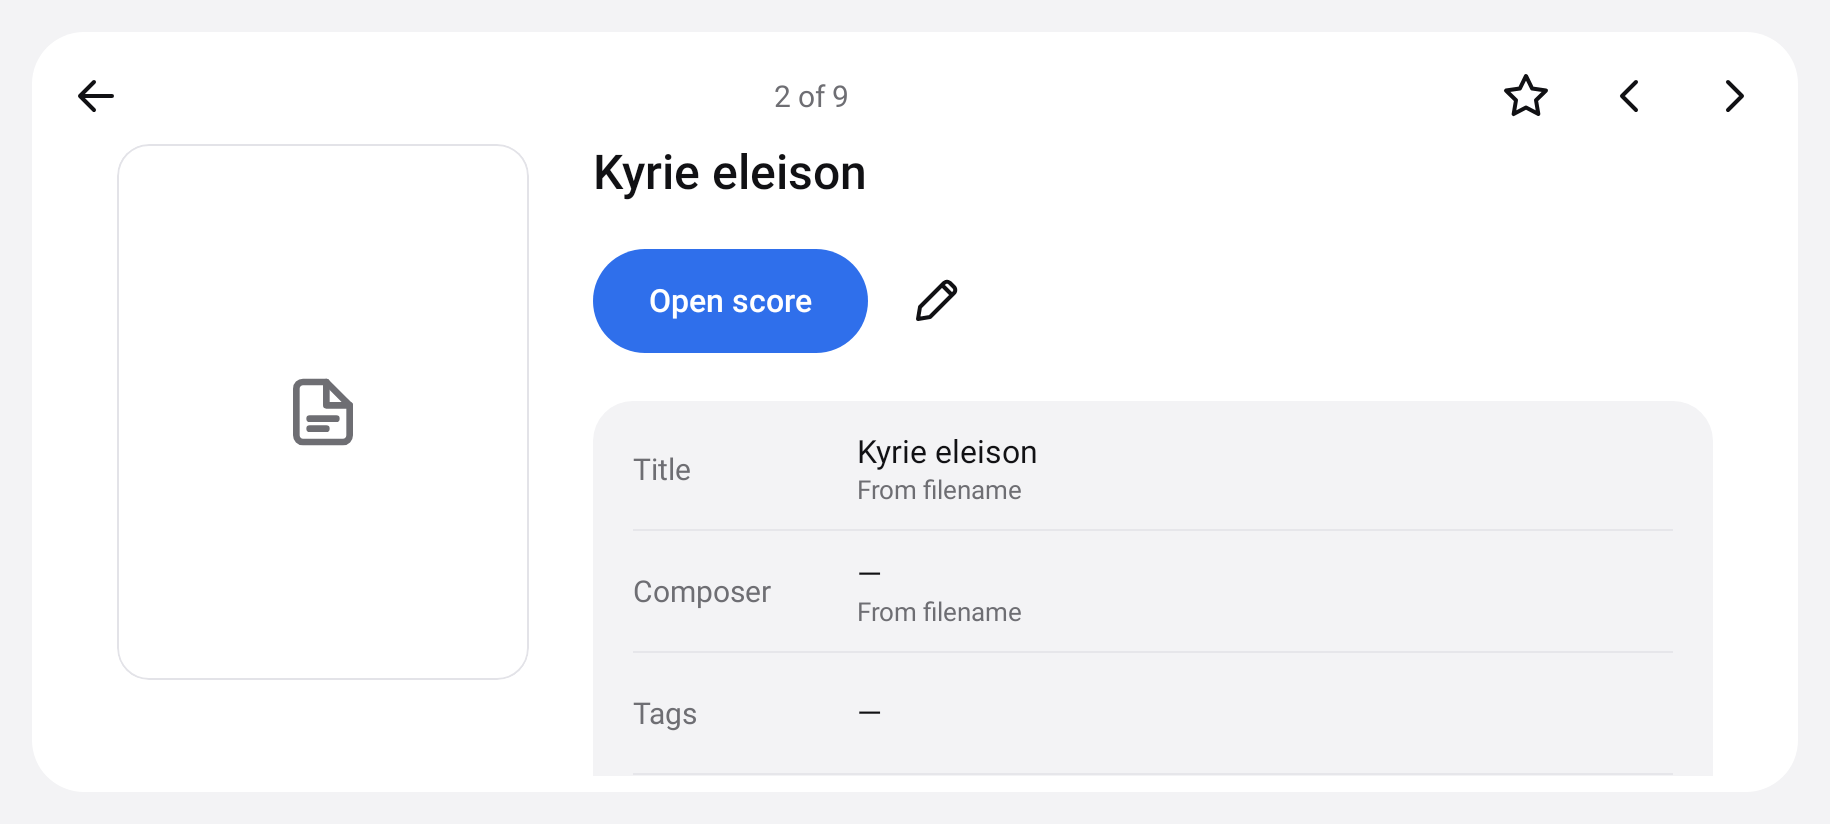 2 of 9
Kyrie eleison
Open score
Title
Kyrie eleison
From filename
Composer
—
From filename
Tags
—